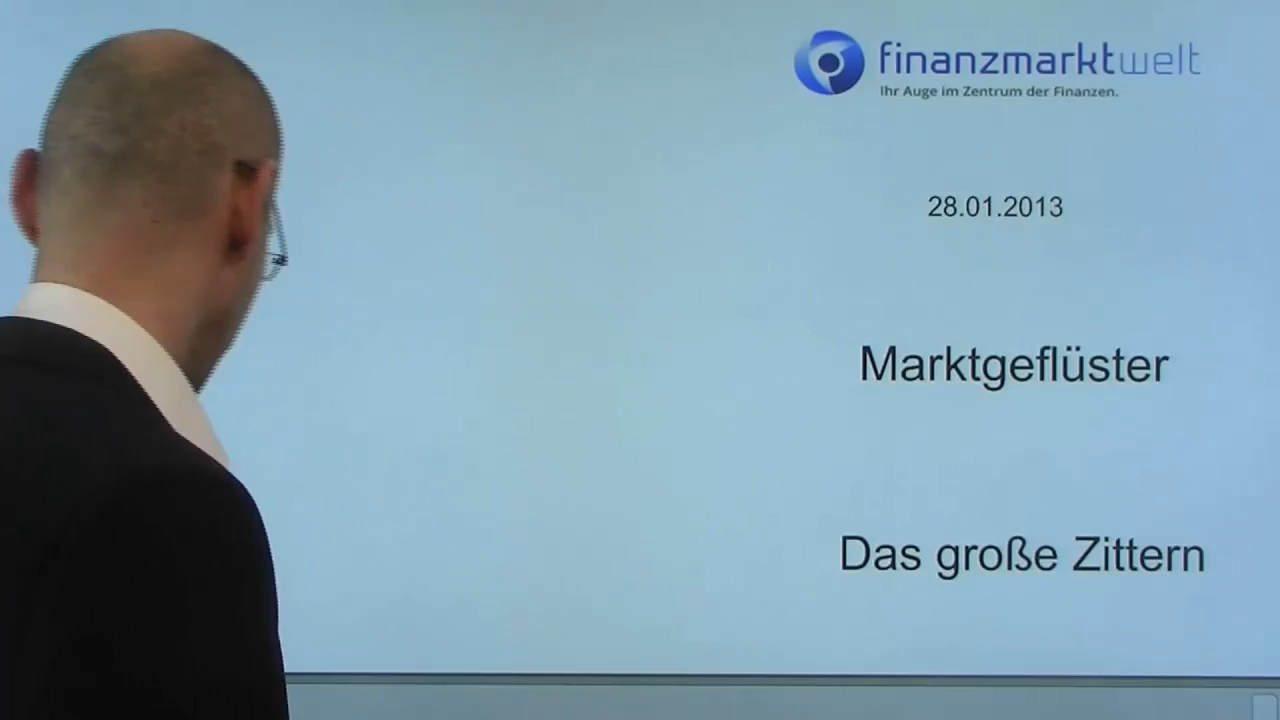 finanzmarktwelt
Ihr Auge im Zentrum der Finanzen.
28.01.2013
Marktgeflüster
Das große Zittern